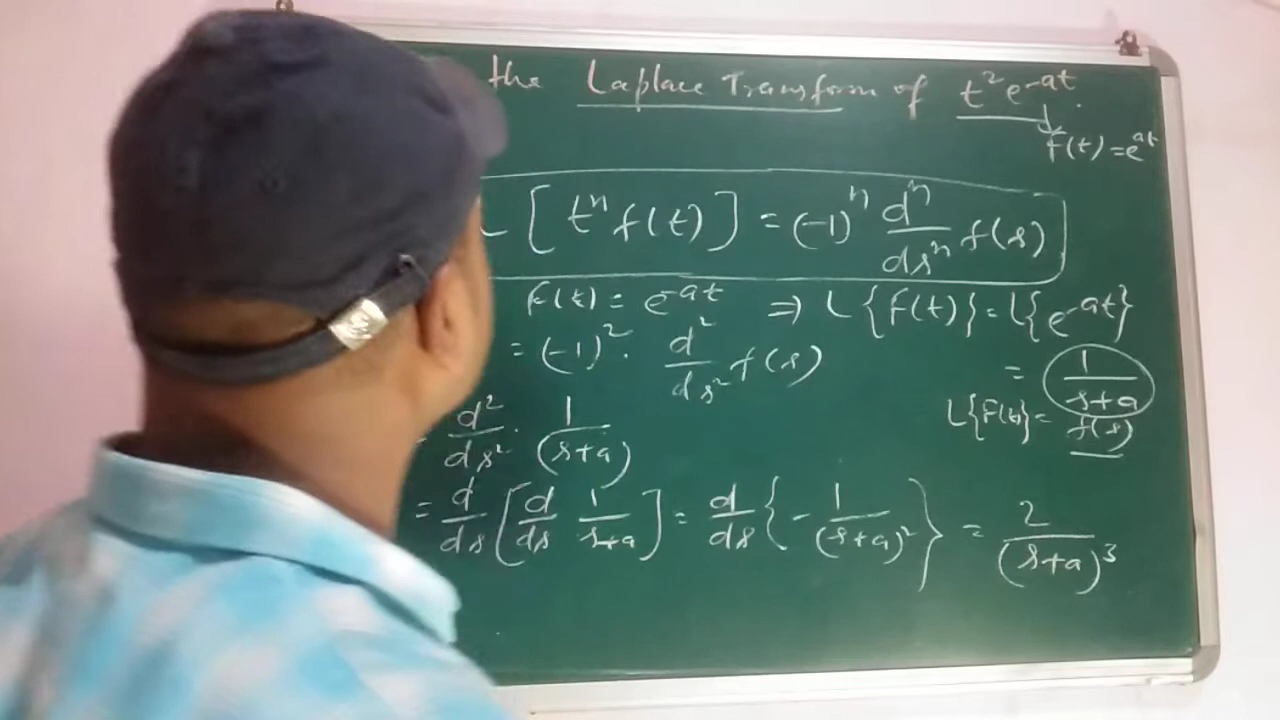 the Laplace Transform of t² e^-at.
f(t) = e^at
L [ tⁿ f(t) ] = (-1)ⁿ dⁿ/dsⁿ f(s)
F(t) = e^-at ⇒ L{F(t)} = L{e^-at}
= (-1)² · d²/ds² f(s)
= 1/(s+a)
L{F(t)} = f(s)
= d²/ds² · 1/(s+a)
= d/ds [ d/ds 1/(s+a) ] = d/ds { - 1/(s+a)² } = 2/(s+a)³